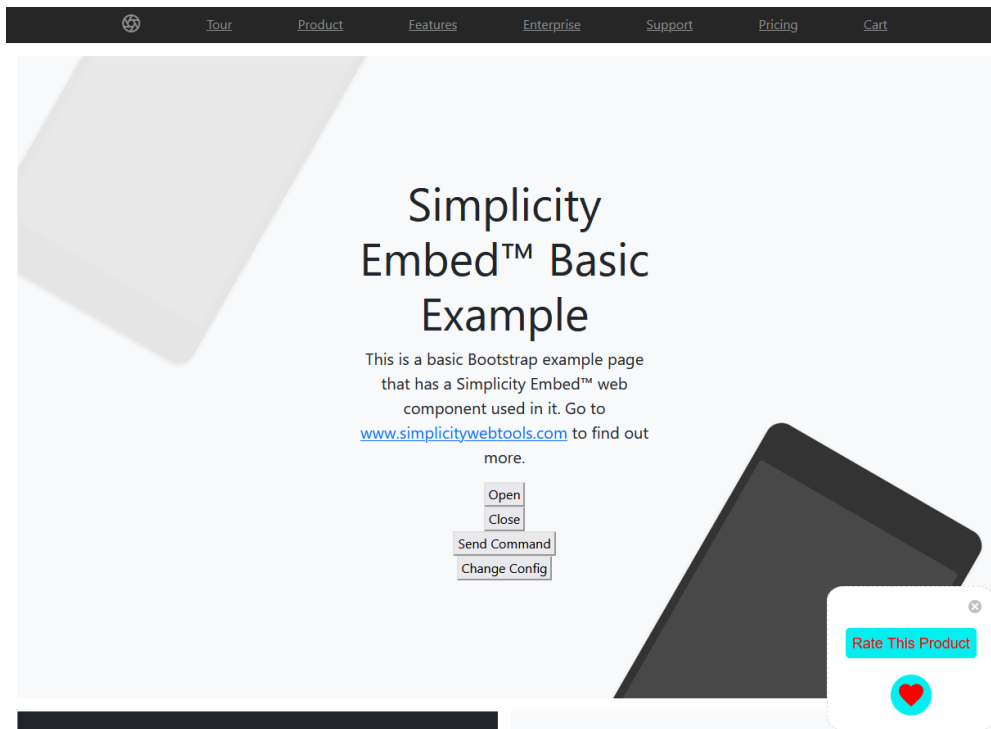 Tour Product Features Enterprise Support Pricing Cart
Simplicity
Embed™ Basic
Example
This is a basic Bootstrap example page
that has a Simplicity Embed™ web
component used in it. Go to
www.simplicitywebtools.com to find out
more.
Open
Close
Send Command
Change Config
Rate This Product